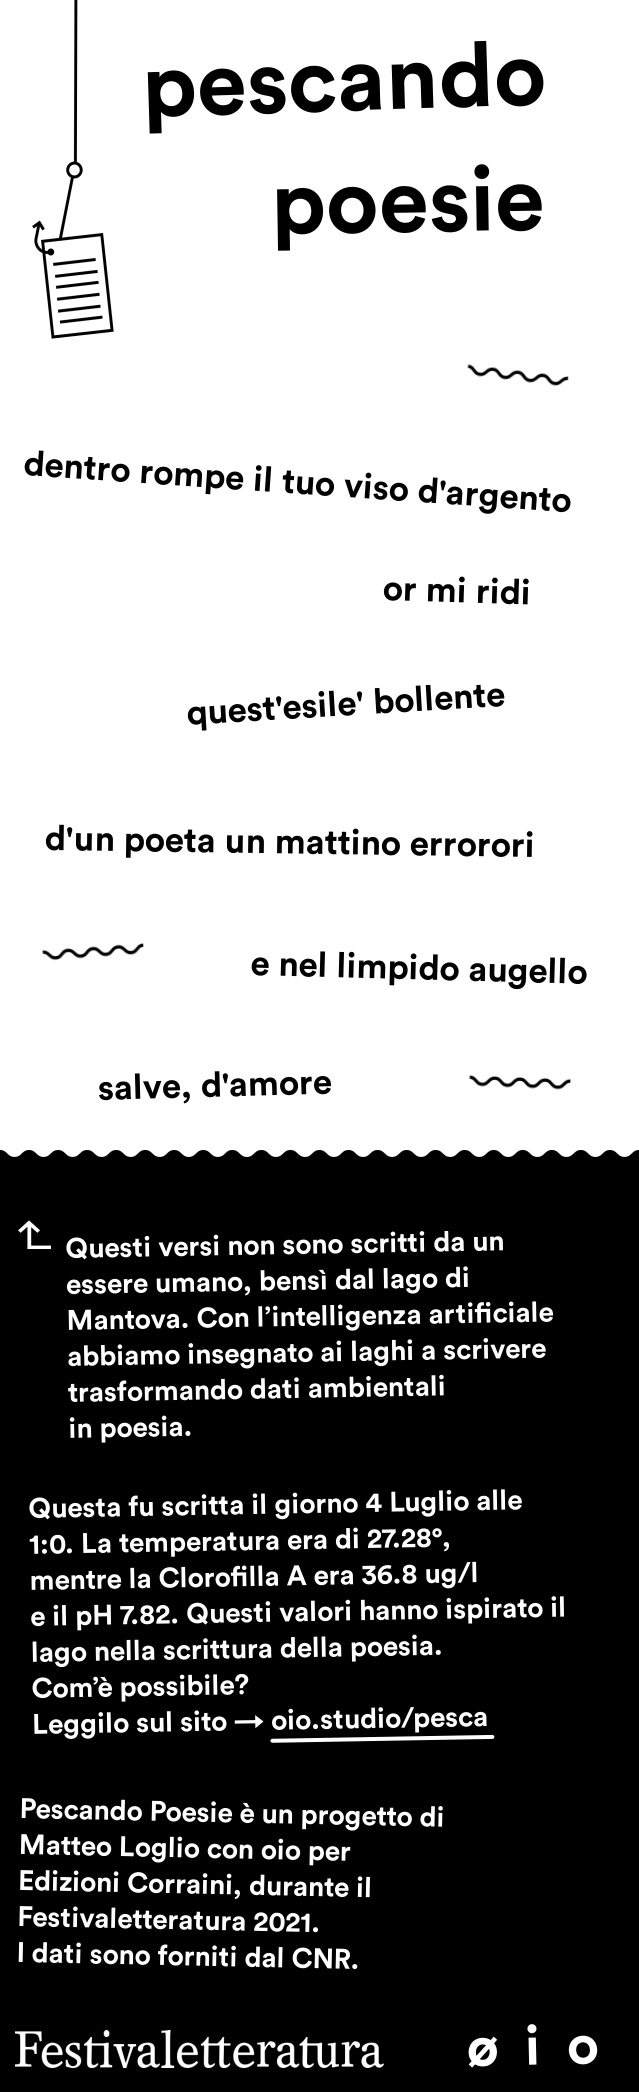 pescando
poesie
dentro rompe il tuo viso d'argento
or mi ridi
quest'esile' bollente
d'un poeta un mattino errorori
e nel limpido augello
salve, d'amore
Questi versi non sono scritti da un
essere umano, bensì dal lago di
Mantova. Con l’intelligenza artificiale
abbiamo insegnato ai laghi a scrivere
trasformando dati ambientali
in poesia.
Questa fu scritta il giorno 4 Luglio alle
1:0. La temperatura era di 27.28°,
mentre la Clorofilla A era 36.8 ug/l
e il pH 7.82. Questi valori hanno ispirato il
lago nella scrittura della poesia.
Com’è possibile?
Leggilo sul sito → oio.studio/pesca
Pescando Poesie è un progetto di
Matteo Loglio con oio per
Edizioni Corraini, durante il
Festivaletteratura 2021.
I dati sono forniti dal CNR.
Festivaletteratura ø i o